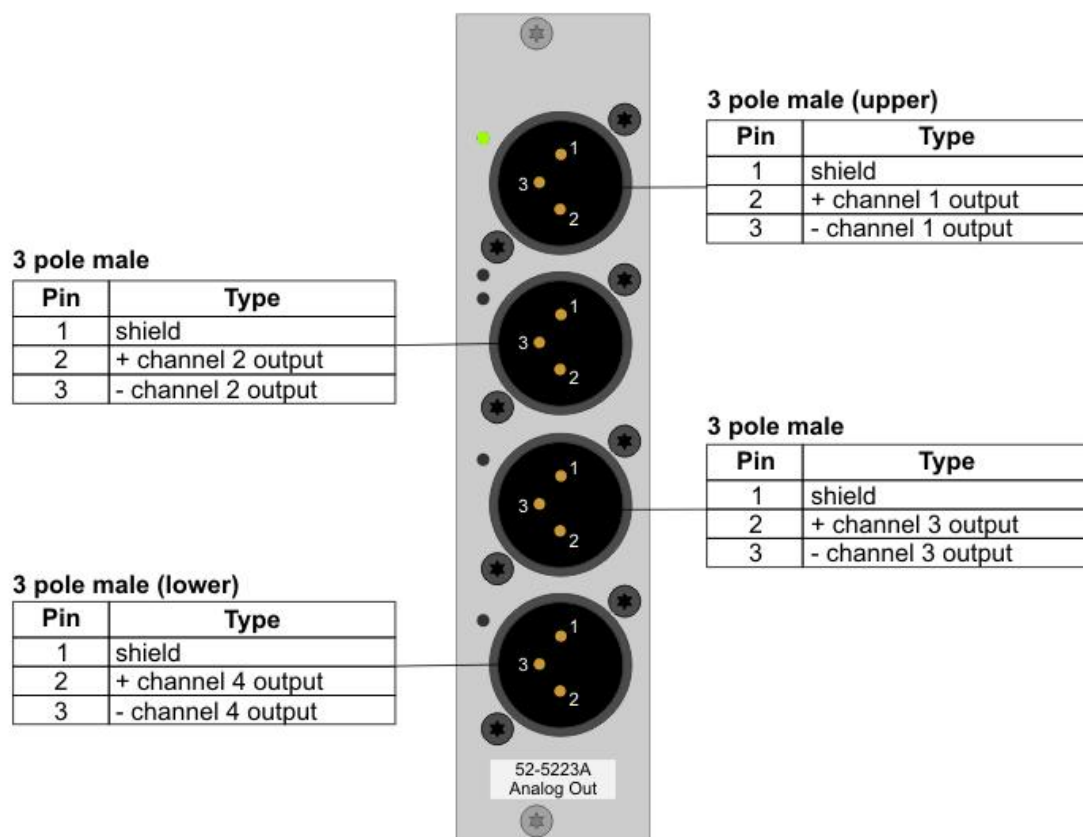 3 pole male (upper)
Pin Type
1 shield
2 + channel 1 output
3 - channel 1 output
1
3
2
3 pole male
Pin Type
1 shield
2 + channel 2 output
3 - channel 2 output
1
3
2
3 pole male
Pin Type
1 shield
2 + channel 3 output
3 - channel 3 output
1
3
2
3 pole male (lower)
Pin Type
1 shield
2 + channel 4 output
3 - channel 4 output
1
3
2
52-5223A
Analog Out